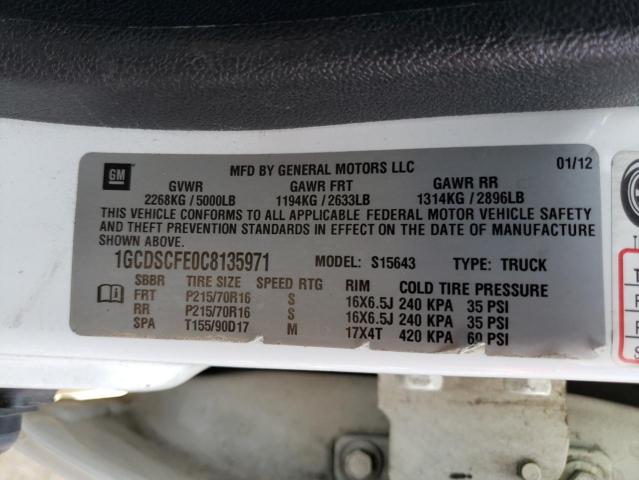 GM MFD BY GENERAL MOTORS LLC 01/12
GVWR GAWR FRT GAWR RR
2268KG / 5000LB 1194KG / 2633LB 1314KG / 2896LB
THIS VEHICLE CONFORMS TO ALL APPLICABLE FEDERAL MOTOR VEHICLE SAFETY
AND THEFT PREVENTION STANDARDS IN EFFECT ON THE DATE OF MANUFACTURE
SHOWN ABOVE.
1GCDSCFE0C8135971 MODEL: S15643 TYPE: TRUCK
SBBR TIRE SIZE SPEED RTG RIM COLD TIRE PRESSURE
FRT P215/70R16 S 16X6.5J 240 KPA 35 PSI
RR P215/70R16 S 16X6.5J 240 KPA 35 PSI
SPA T155/90D17 M 17X4T 420 KPA 60 PSI